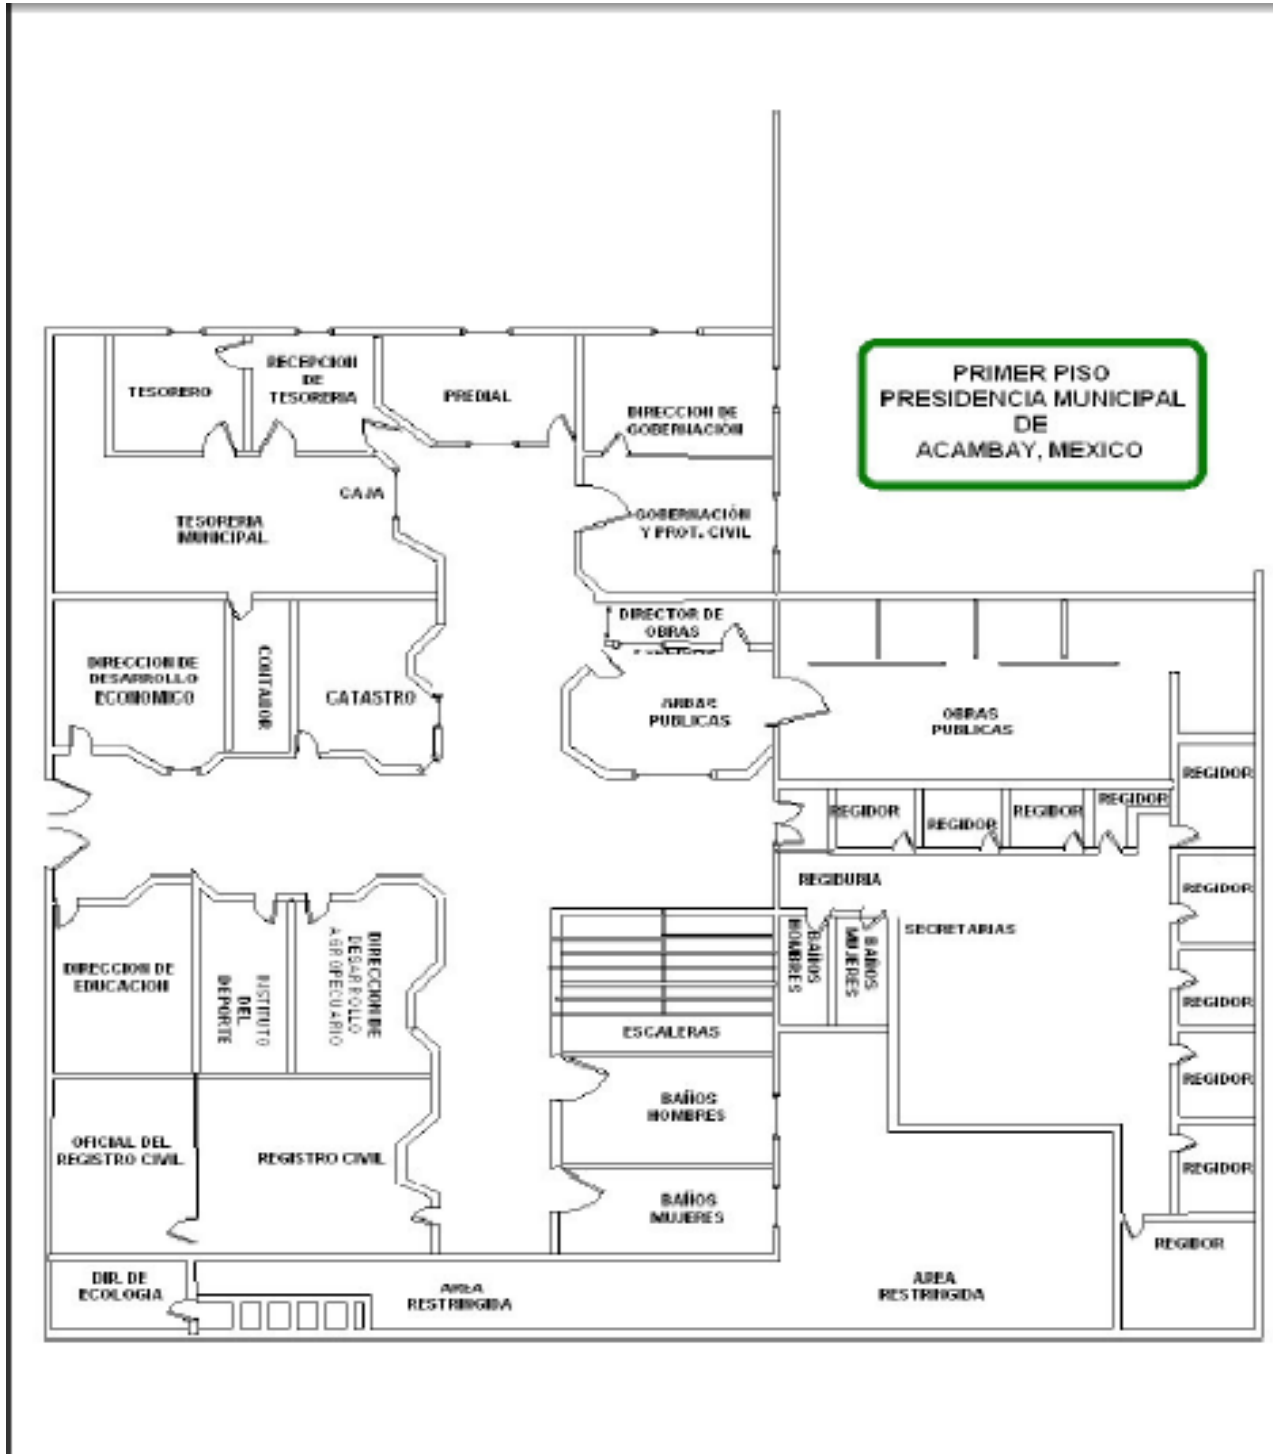 PRIMER PISO
PRESIDENCIA MUNICIPAL
DE
ACAMBAY, MEXICO
TESORERO
RECEPCION
DE
TESORERIA
PREDIAL
DIRECCION DE
GOBERNACIÓN
CAJA
TESORERIA
MUNICIPAL
GOBERNACIÓN
Y PROT. CIVIL
DIRECTOR DE
OBRAS
DIRECCION DE
DESARROLLO
ECONOMICO
CONTADOR
CATASTRO
PUBLICAS
OBRAS
PUBLICAS
REGIDOR
REGIDOR
REGIDOR
REGIDOR
REGIDOR
REGIDURIA
REGIDOR
SECRETARIAS
BAÑOS
HOMBRES
BAÑOS
MUJERES
DIRECCION DE
EDUCACION
INSTITUTO
DEL
DEPORTE
DIRECCION DE
DESARROLLO
AGROPECUARIO
REGIDOR
ESCALERAS
REGIDOR
BAÑOS
HOMBRES
OFICIAL DEL
REGISTRO CIVIL
REGISTRO CIVIL
REGIDOR
BAÑOS
MUJERES
REGIDOR
DIR. DE
ECOLOGIA
AREA
RESTRINGIDA
AREA
RESTRINGIDA